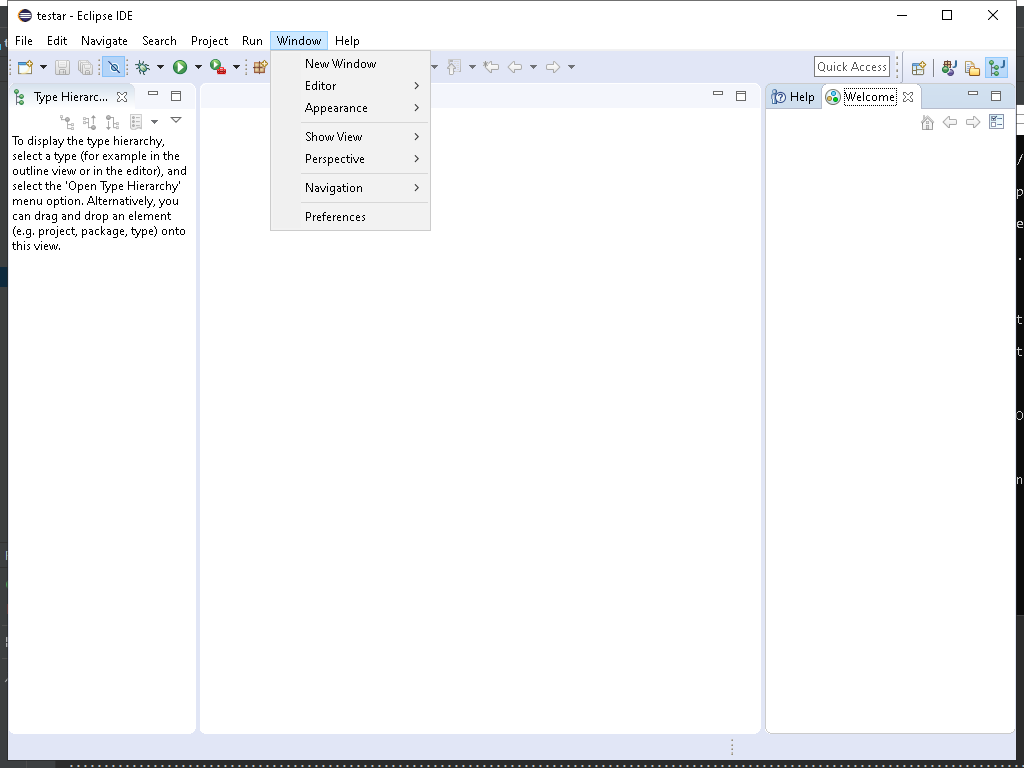 testar - Eclipse IDE
File Edit Navigate Search Project Run Window Help
New Window
Editor
Appearance
Show View
Perspective
Navigation
Preferences
Quick Access
Type Hierarc...
To display the type hierarchy,
select a type (for example in the
outline view or in the editor), and
select the 'Open Type Hierarchy'
menu option. Alternatively, you
can drag and drop an element
(e.g. project, package, type) onto
this view.
Help
Welcome